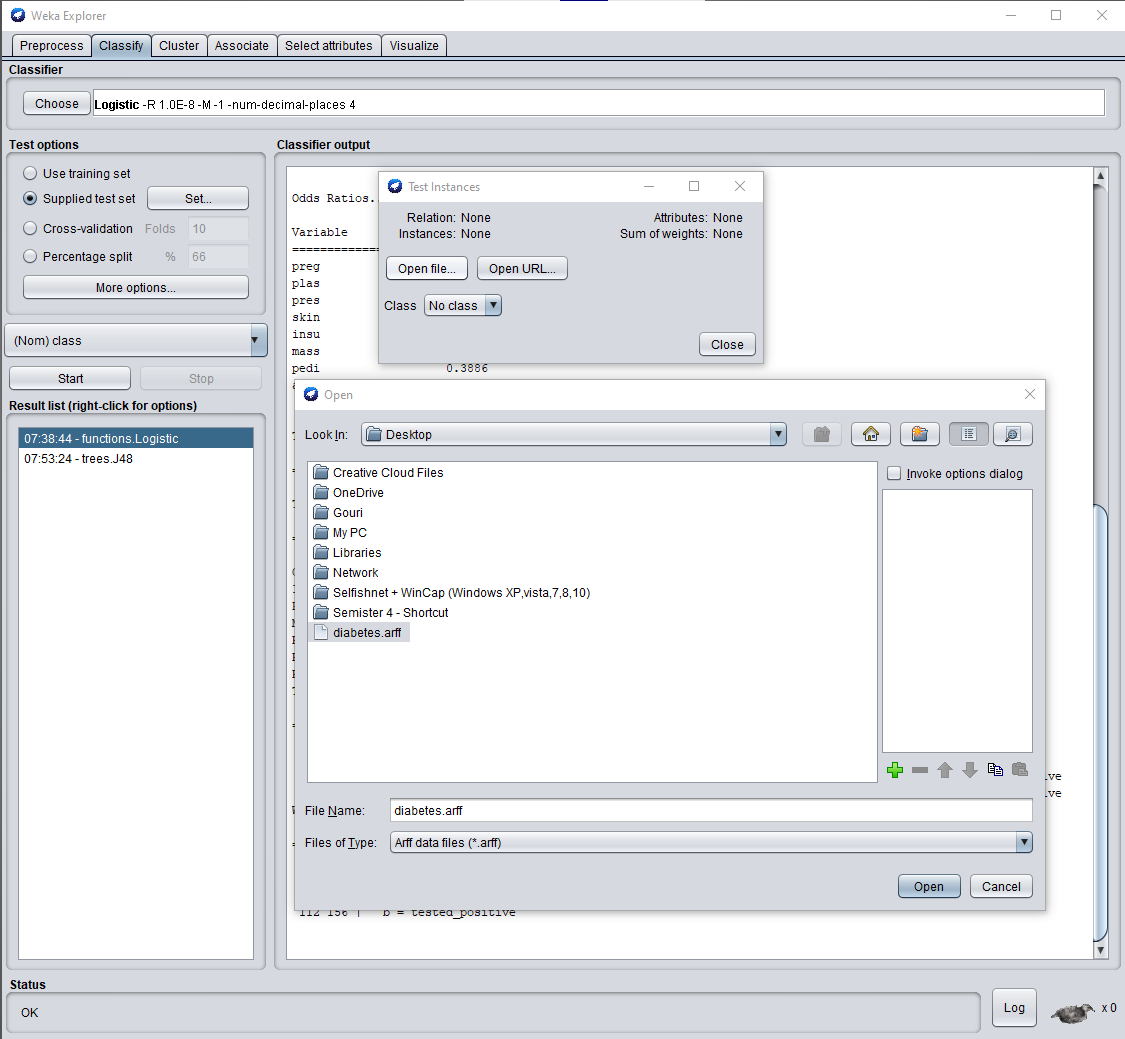 Weka Explorer
Preprocess Classify Cluster Associate Select attributes Visualize
Classifier
Choose Logistic -R 1.0E-8 -M -1 -num-decimal-places 4
Test options
Use training set
Supplied test set Set...
Cross-validation Folds 10
Percentage split % 66
More options...
(Nom) class
Start Stop
Result list (right-click for options)
07:38:44 - functions.Logistic
07:53:24 - trees.J48
Classifier output
Odds Ratios..
Variable
=============
preg
plas
pres
skin
insu
mass
pedi 0.3886
Test Instances
Relation: None Attributes: None
Instances: None Sum of weights: None
Open file... Open URL...
Class No class
Close
Open
Look In: Desktop
Creative Cloud Files
OneDrive
Gouri
My PC
Libraries
Network
Selfishnet + WinCap (Windows XP,vista,7,8,10)
Semister 4 - Shortcut
diabetes.arff
Invoke options dialog
File Name: diabetes.arff
Files of Type: Arff data files (*.arff)
Open Cancel
ive
ive
112 156 | b = tested_positive
Status
OK
Log x 0